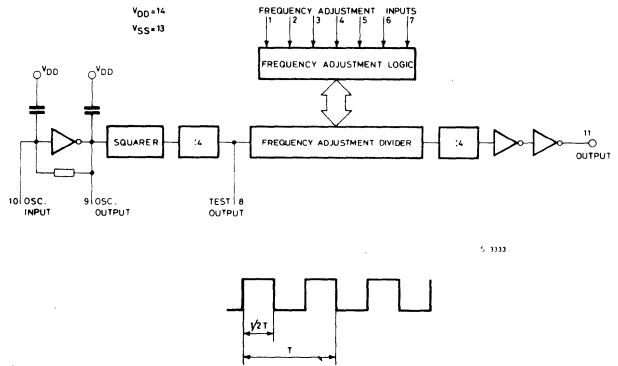 VDD=14
VSS=13
FREQUENCY ADJUSTMENT INPUTS
1 2 3 4 5 6 7
FREQUENCY ADJUSTMENT LOGIC
VDD VDD
SQUARER
:4
FREQUENCY ADJUSTMENT DIVIDER
:4
11
OUTPUT
10 OSC. INPUT
9 OSC. OUTPUT
TEST 8 OUTPUT
S 3333
1/2 T
T